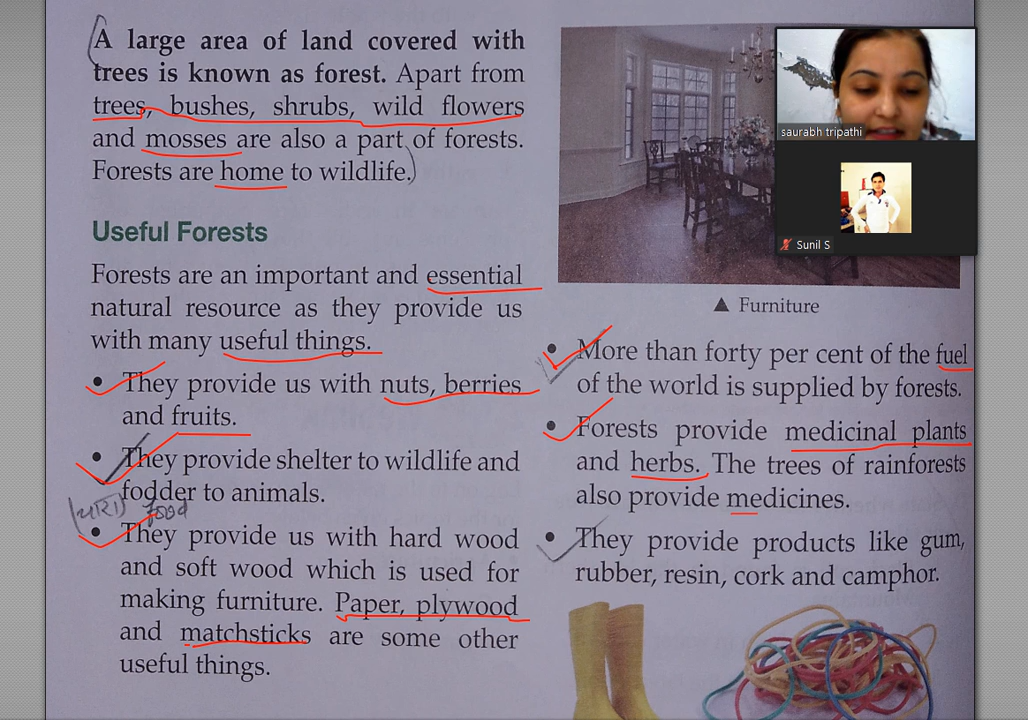 A large area of land covered with
trees is known as forest. Apart from
trees, bushes, shrubs, wild flowers
and mosses are also a part of forests.
Forests are home to wildlife.
Useful Forests
Forests are an important and essential
natural resource as they provide us
with many useful things.
• They provide us with nuts, berries
and fruits.
• They provide shelter to wildlife and
fodder to animals.
(चारा) food
• They provide us with hard wood
and soft wood which is used for
making furniture. Paper, plywood
and matchsticks are some other
useful things.
saurabh tripathi
Sunil S
▲ Furniture
• More than forty per cent of the fuel
of the world is supplied by forests.
• Forests provide medicinal plants
and herbs. The trees of rainforests
also provide medicines.
• They provide products like gum,
rubber, resin, cork and camphor.